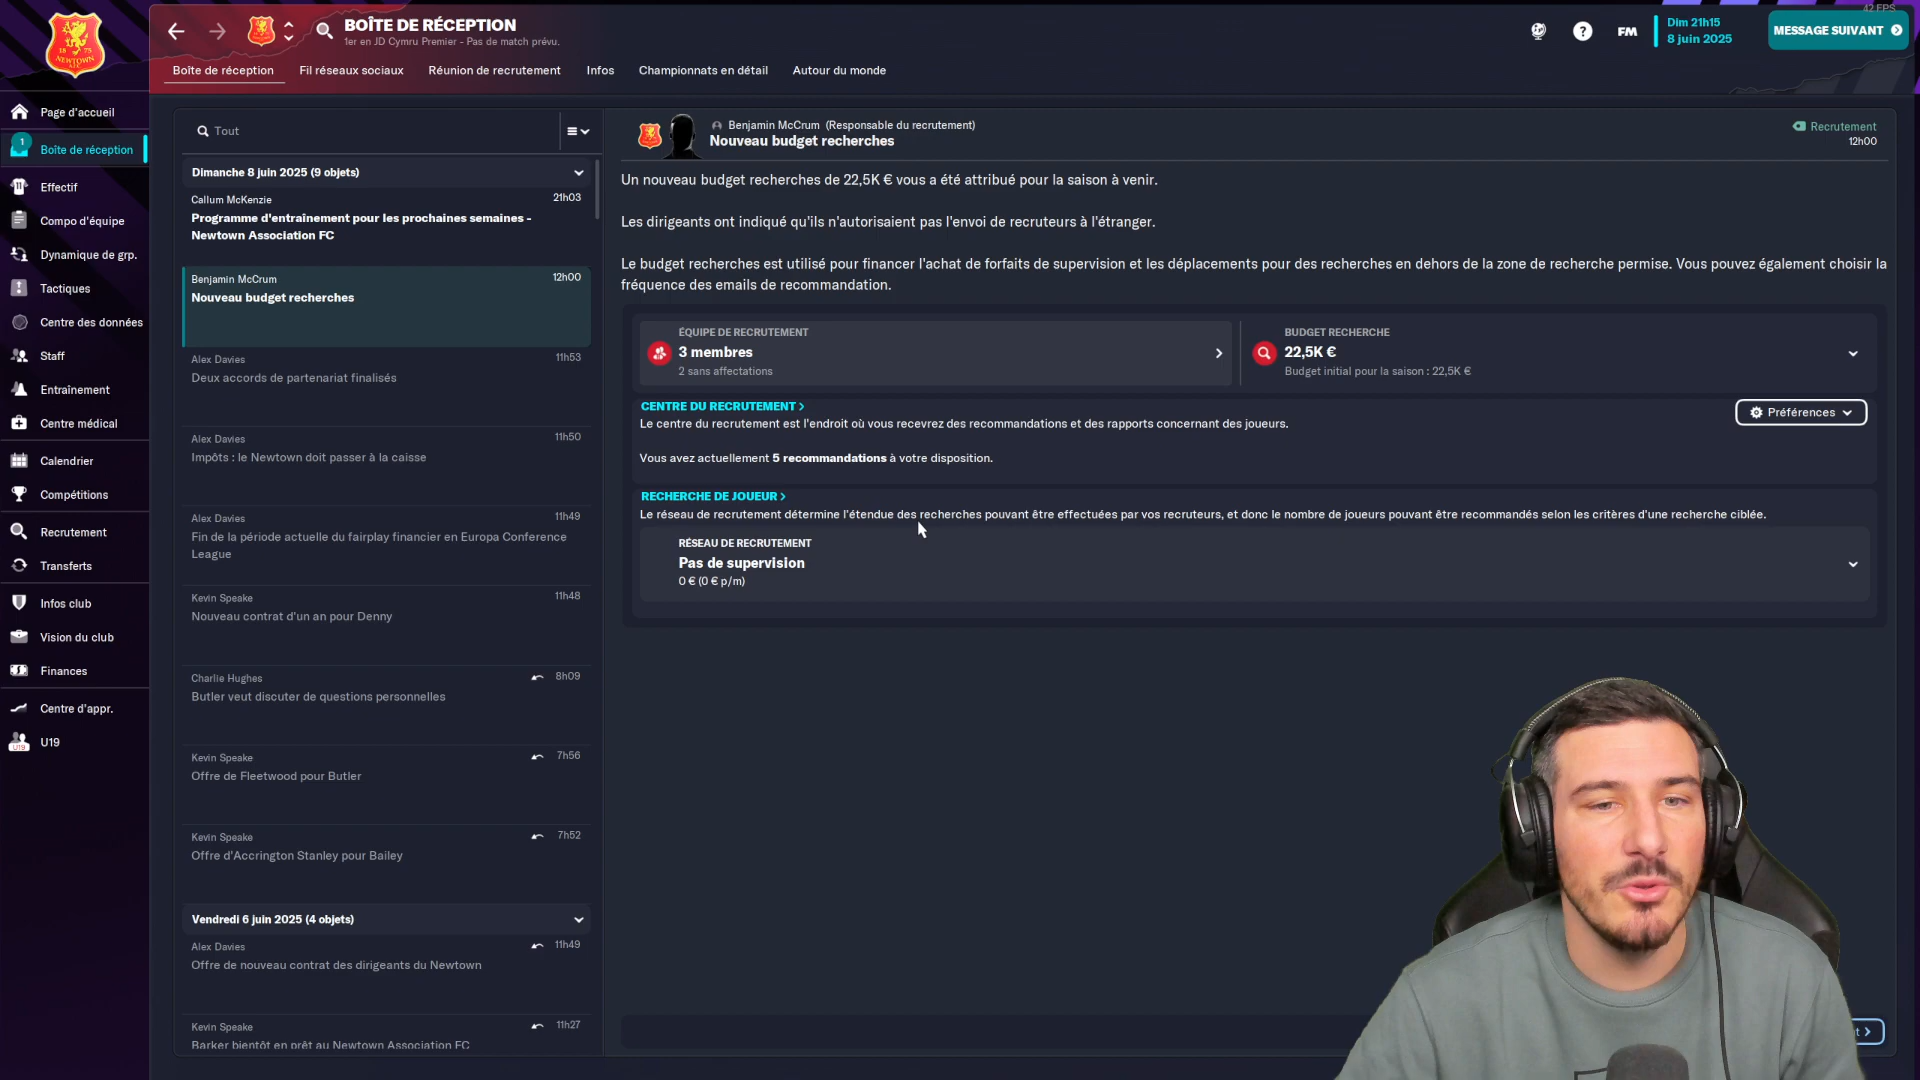 BOÎTE DE RÉCEPTION
1er en JD Cymru Premier - Pas de match prévu.
42 FPS
FM
Dim 21h15
8 juin 2025
MESSAGE SUIVANT
Boîte de réception
Fil réseaux sociaux
Réunion de recrutement
Infos
Championnats en détail
Autour du monde
1875
NEWTOWN
Page d'accueil
1
Boîte de réception
Effectif
Compo d'équipe
Dynamique de grp.
Tactiques
Centre des données
Staff
Entraînement
Centre médical
Calendrier
Compétitions
Recrutement
Transferts
Infos club
Vision du club
Finances
Centre d'appr.
U19
U19
Tout
Dimanche 8 juin 2025 (9 objets)
Callum McKenzie
21h03
Programme d'entraînement pour les prochaines semaines -
Newtown Association FC
Benjamin McCrum
12h00
Nouveau budget recherches
Alex Davies
11h53
Deux accords de partenariat finalisés
Alex Davies
11h50
Impôts : le Newtown doit passer à la caisse
Alex Davies
11h49
Fin de la période actuelle du fairplay financier en Europa Conference
League
Kevin Speake
11h48
Nouveau contrat d'un an pour Denny
Charlie Hughes
8h09
Butler veut discuter de questions personnelles
Kevin Speake
7h56
Offre de Fleetwood pour Butler
Kevin Speake
7h52
Offre d'Accrington Stanley pour Bailey
Vendredi 6 juin 2025 (4 objets)
Alex Davies
11h49
Offre de nouveau contrat des dirigeants du Newtown
Kevin Speake
11h27
Barker bientôt en prêt au Newtown Association FC
Benjamin McCrum (Responsable du recrutement)
Nouveau budget recherches
Recrutement
12h00
Un nouveau budget recherches de 22,5K € vous a été attribué pour la saison à venir.
Les dirigeants ont indiqué qu'ils n'autorisaient pas l'envoi de recruteurs à l'étranger.
Le budget recherches est utilisé pour financer l'achat de forfaits de supervision et les déplacements pour des recherches en dehors de la zone de recherche permise. Vous pouvez également choisir la
fréquence des emails de recommandation.
ÉQUIPE DE RECRUTEMENT
3 membres
2 sans affectations
BUDGET RECHERCHE
22,5K €
Budget initial pour la saison : 22,5K €
CENTRE DU RECRUTEMENT >
Le centre du recrutement est l'endroit où vous recevrez des recommandations et des rapports concernant des joueurs.
Préférences
Vous avez actuellement 5 recommandations à votre disposition.
RECHERCHE DE JOUEUR >
Le réseau de recrutement détermine l'étendue des recherches pouvant être effectuées par vos recruteurs, et donc le nombre de joueurs pouvant être recommandés selon les critères d'une recherche ciblée.
RÉSEAU DE RECRUTEMENT
Pas de supervision
0 € (0 € p/m)